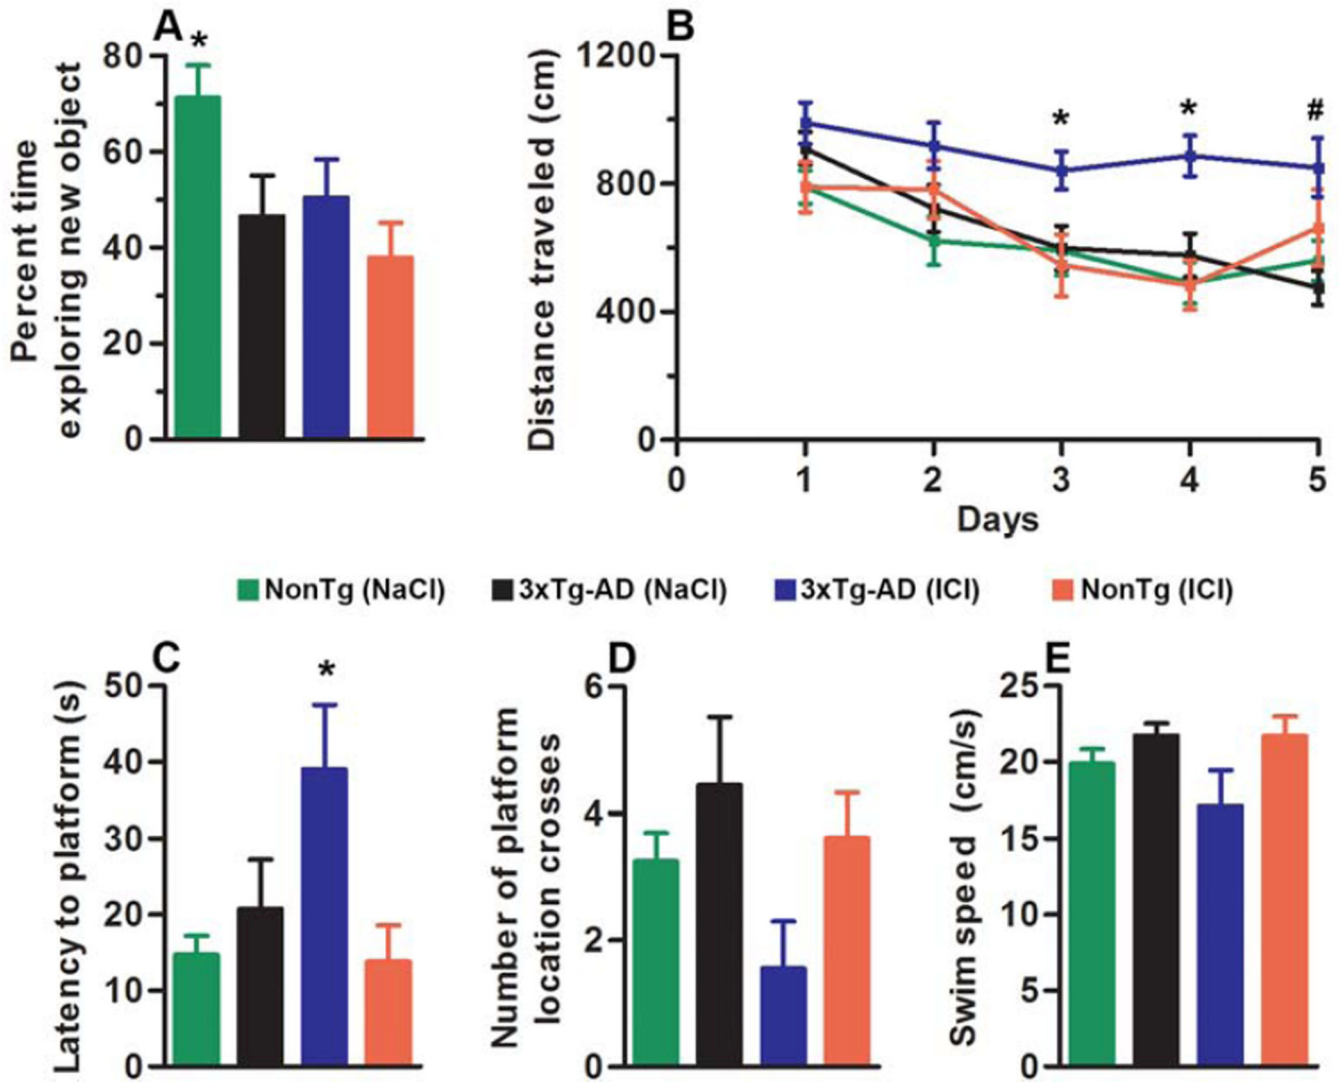 A
*
80
60
40
20
0
Percent time
exploring new object
B
1200
800
400
0
Distance traveled (cm)
*
*
#
0 1 2 3 4 5
Days
NonTg (NaCl) 3xTg-AD (NaCl) 3xTg-AD (ICI) NonTg (ICI)
C
*
50
40
30
20
10
0
Latency to platform (s)
D
6
4
2
0
Number of platform
location crosses
E
25
20
15
10
5
0
Swim speed (cm/s)